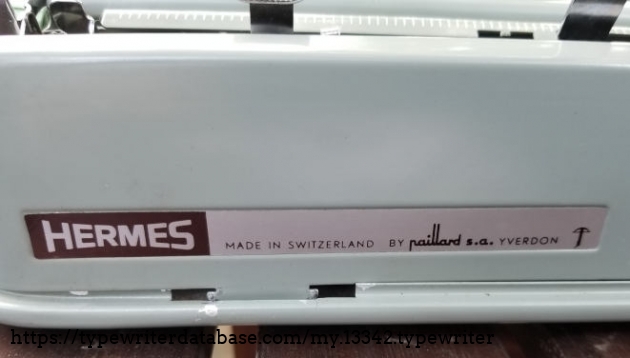 HERMES MADE IN SWITZERLAND BY paillard s.a. YVERDON
https://typewriterdatabase.com/my.13342.typewriter